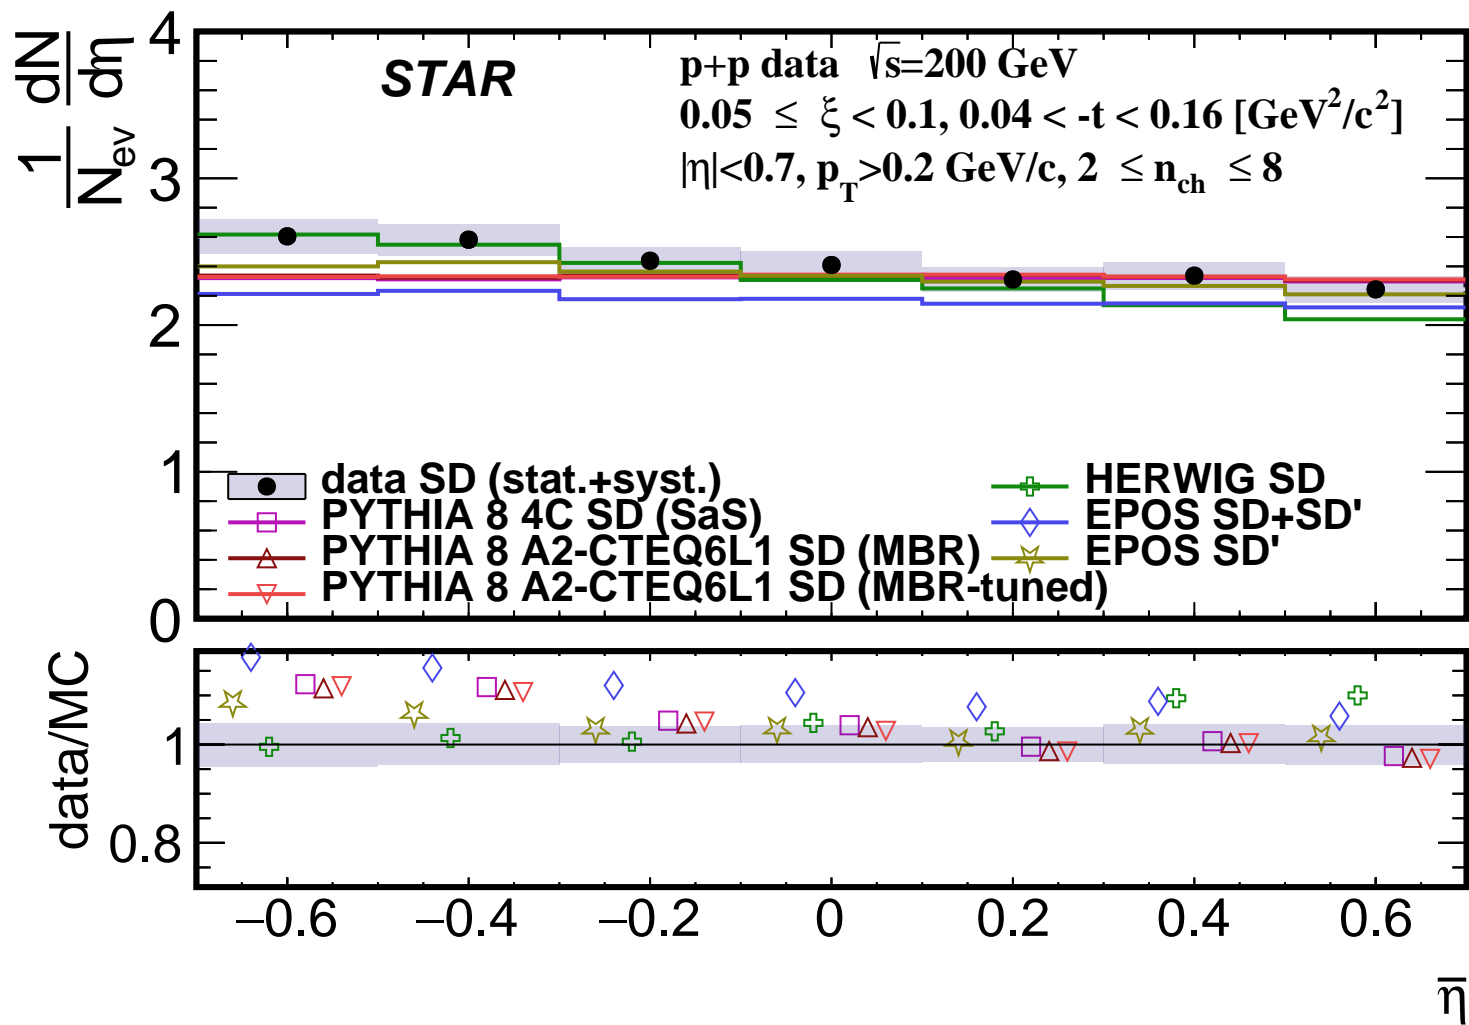 1/N_ev dN/dη
4
3
2
1
0
STAR
p+p data √s=200 GeV
0.05 ≤ ξ < 0.1, 0.04 < -t < 0.16 [GeV²/c²]
|η|<0.7, p_T>0.2 GeV/c, 2 ≤ n_ch ≤ 8
data SD (stat.+syst.)
PYTHIA 8 4C SD (SaS)
PYTHIA 8 A2-CTEQ6L1 SD (MBR)
PYTHIA 8 A2-CTEQ6L1 SD (MBR-tuned)
HERWIG SD
EPOS SD+SD'
EPOS SD'
data/MC
1
0.8
−0.6 −0.4 −0.2 0 0.2 0.4 0.6
η̅